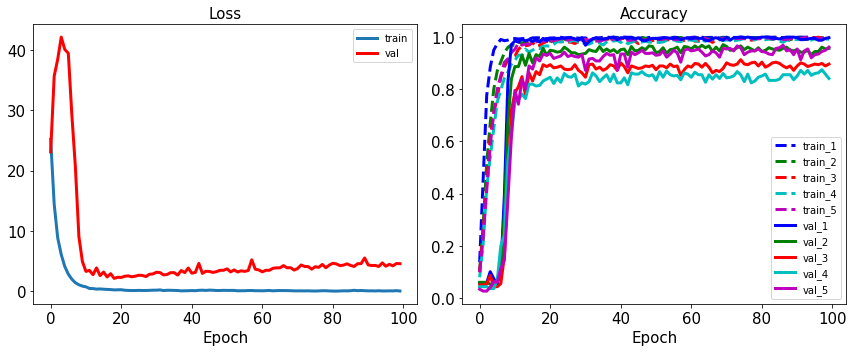 Loss
40
30
20
10
0
0 20 40 60 80 100
Epoch
train
val
Accuracy
1.0
0.8
0.6
0.4
0.2
0.0
0 20 40 60 80 100
Epoch
train_1
train_2
train_3
train_4
train_5
val_1
val_2
val_3
val_4
val_5